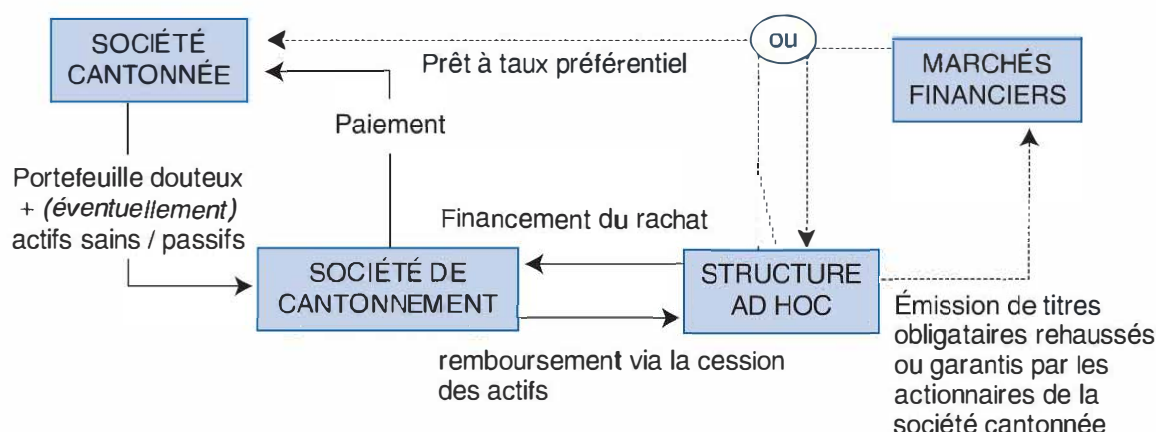 SOCIÉTÉ
CANTONNÉE
Prêt à taux préférentiel
ou
MARCHÉS
FINANCIERS
Paiement
Portefeuille douteux
+ (éventuellement)
actifs sains / passifs
Financement du rachat
SOCIÉTÉ DE
CANTONNEMENT
STRUCTURE
AD HOC
remboursement via la cession
des actifs
Émission de titres
obligataires rehaussés
ou garantis par les
actionnaires de la
société cantonnée